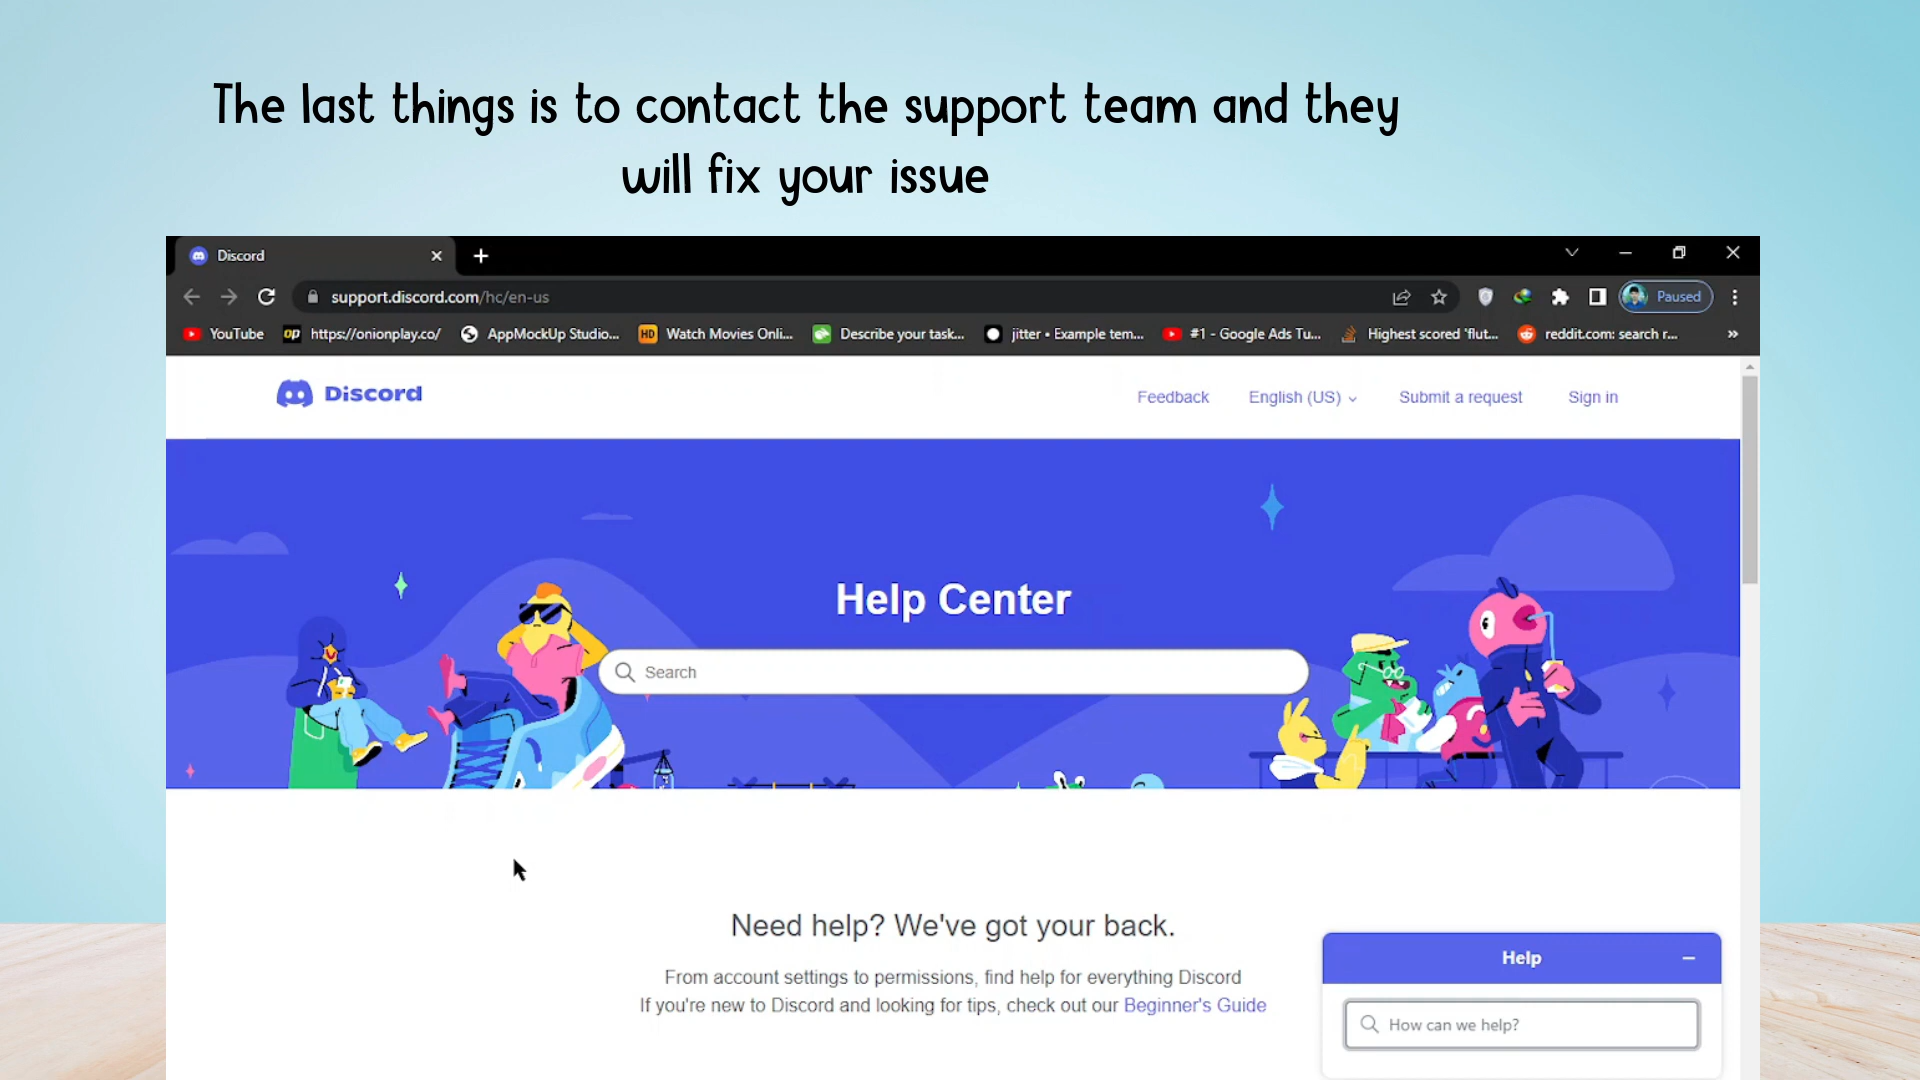 The last things is to contact the support team and they
will fix your issue
Discord
support.discord.com/hc/en-us
Paused
YouTube
op https://onionplay.co/
AppMockUp Studio...
HD Watch Movies Onli...
Describe your task...
jitter • Example tem...
#1 - Google Ads Tu...
Highest scored 'flut...
reddit.com: search r...
»
Discord
Feedback
English (US)
Submit a request
Sign in
Help Center
Search
Need help? We've got your back.
From account settings to permissions, find help for everything Discord
If you're new to Discord and looking for tips, check out our Beginner's Guide
Help
How can we help?